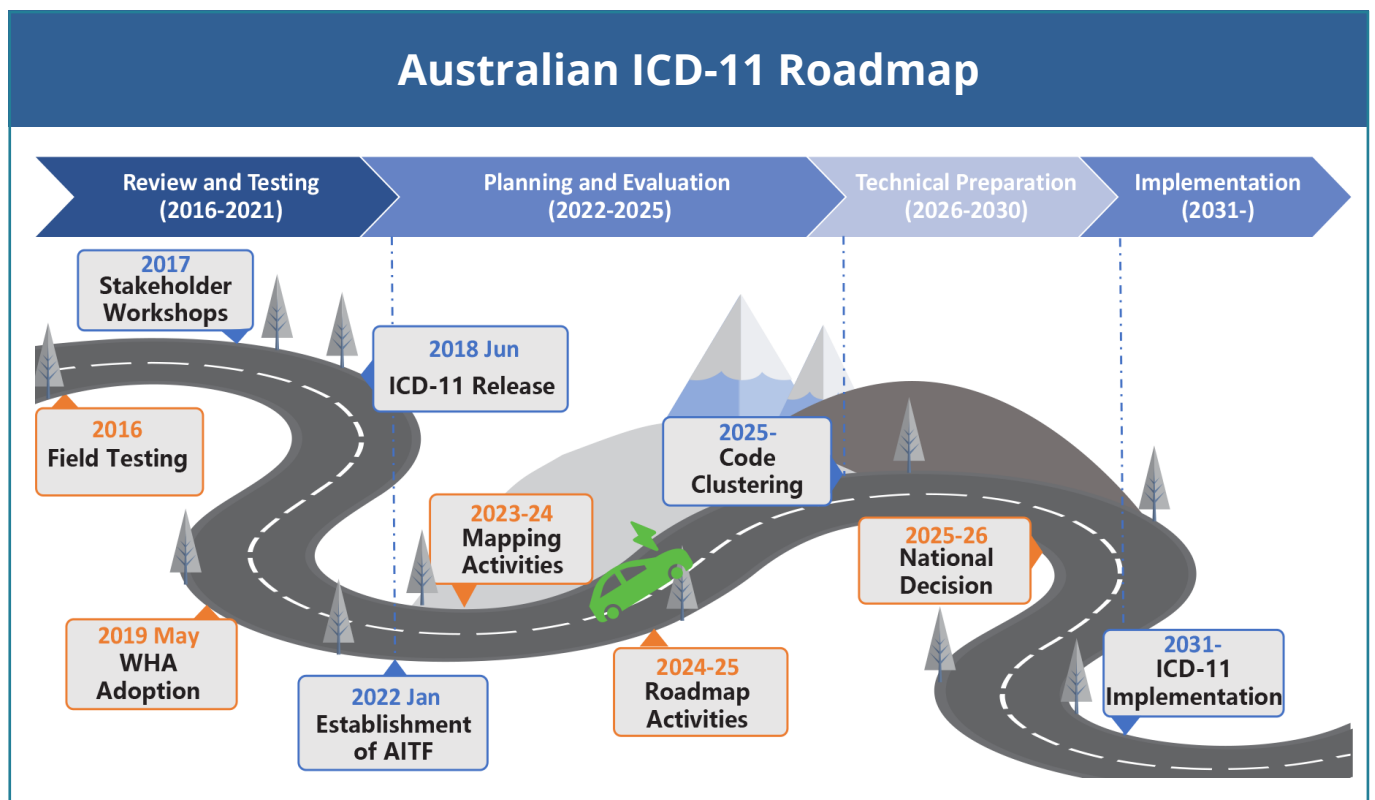 Australian ICD-11 Roadmap
Review and Testing
(2016-2021)
Planning and Evaluation
(2022-2025)
Technical Preparation
(2026-2030)
Implementation
(2031-)
2017
Stakeholder
Workshops
2018 Jun
ICD-11 Release
2016
Field Testing
2025-
Code
Clustering
2023-24
Mapping
Activities
2025-26
National
Decision
2019 May
WHA
Adoption
2022 Jan
Establishment
of AITF
2024-25
Roadmap
Activities
2031-
ICD-11
Implementation